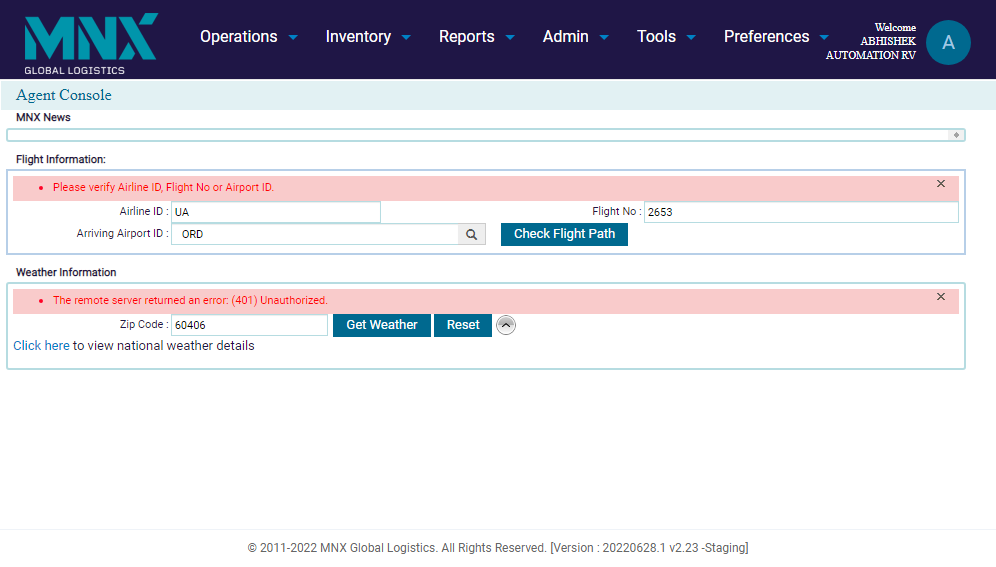 MNX
GLOBAL LOGISTICS
Operations Inventory Reports Admin Tools Preferences
Welcome
ABHISHEK
AUTOMATION RV
A
Agent Console
MNX News
Flight Information:
Please verify Airline ID, Flight No or Airport ID.
Airline ID : UA Flight No : 2653
Arriving Airport ID : ORD Check Flight Path
Weather Information
The remote server returned an error: (401) Unauthorized.
Zip Code : 60406 Get Weather Reset
Click here to view national weather details
© 2011-2022 MNX Global Logistics. All Rights Reserved. [Version : 20220628.1 v2.23 -Staging]